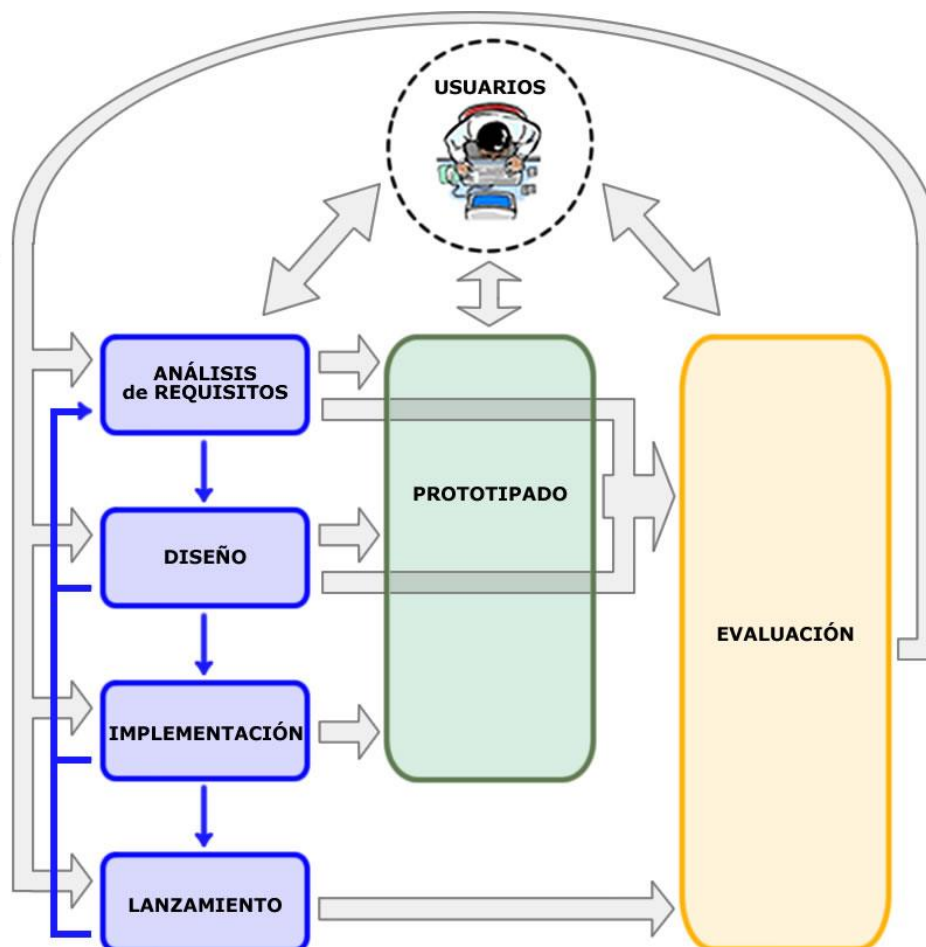 USUARIOS
ANÁLISIS
de REQUISITOS
PROTOTIPADO
DISEÑO
EVALUACIÓN
IMPLEMENTACIÓN
LANZAMIENTO